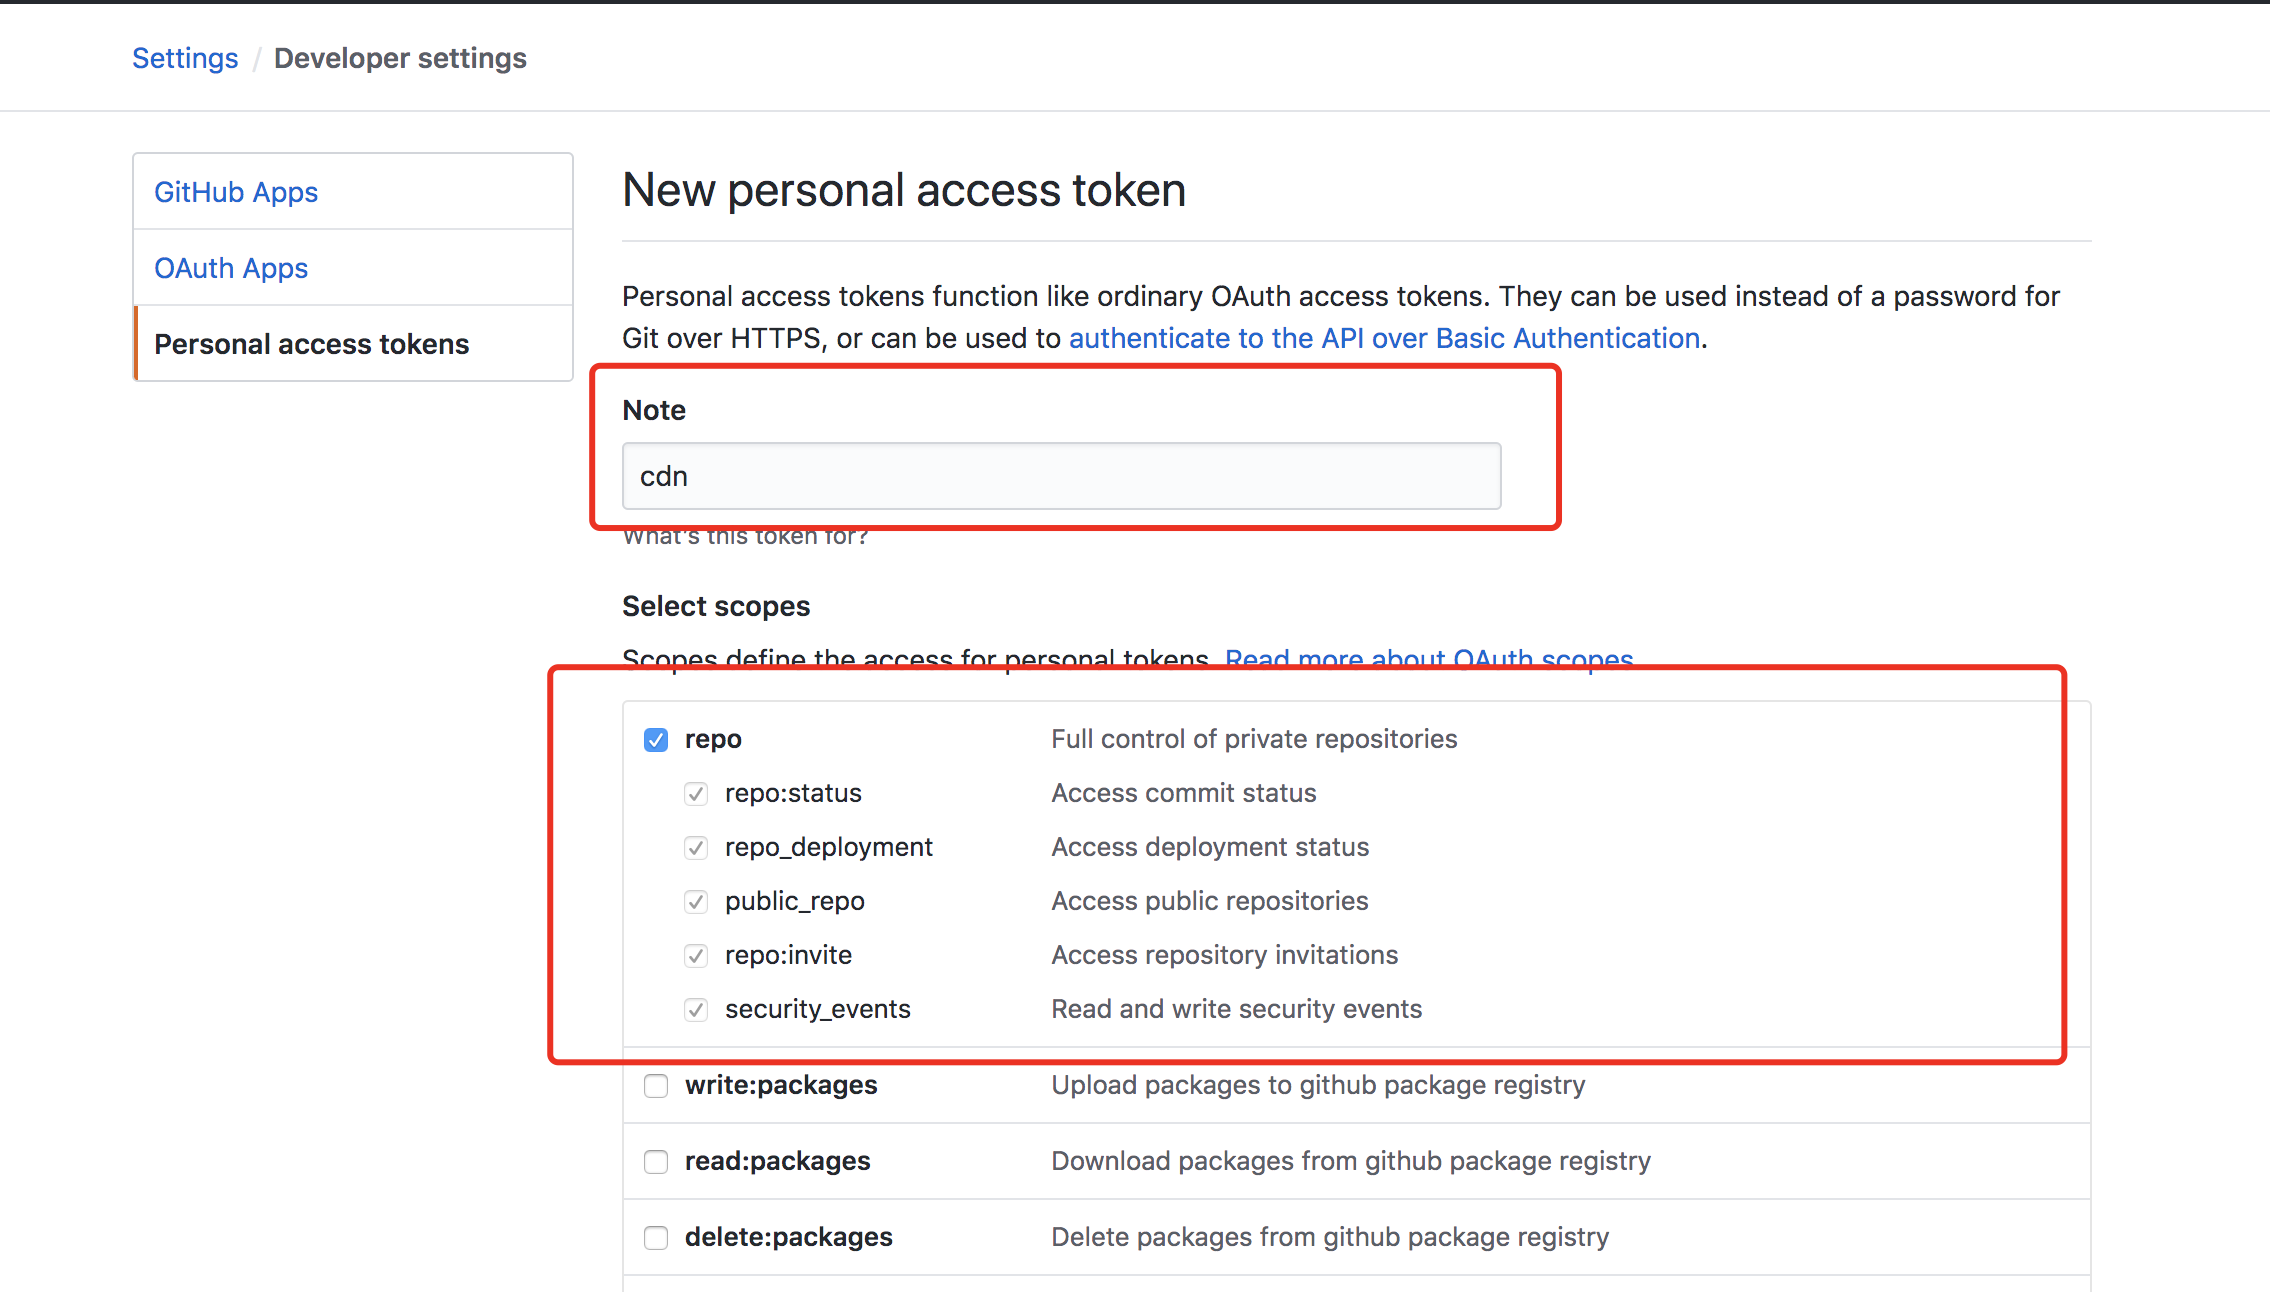 Settings / Developer settings
GitHub Apps
OAuth Apps
Personal access tokens
New personal access token
Personal access tokens function like ordinary OAuth access tokens. They can be used instead of a password for
Git over HTTPS, or can be used to authenticate to the API over Basic Authentication.
Note
cdn
What's this token for?
Select scopes
Scopes define the access for personal tokens. Read more about OAuth scopes.
repo Full control of private repositories
repo:status Access commit status
repo_deployment Access deployment status
public_repo Access public repositories
repo:invite Access repository invitations
security_events Read and write security events
write:packages Upload packages to github package registry
read:packages Download packages from github package registry
delete:packages Delete packages from github package registry